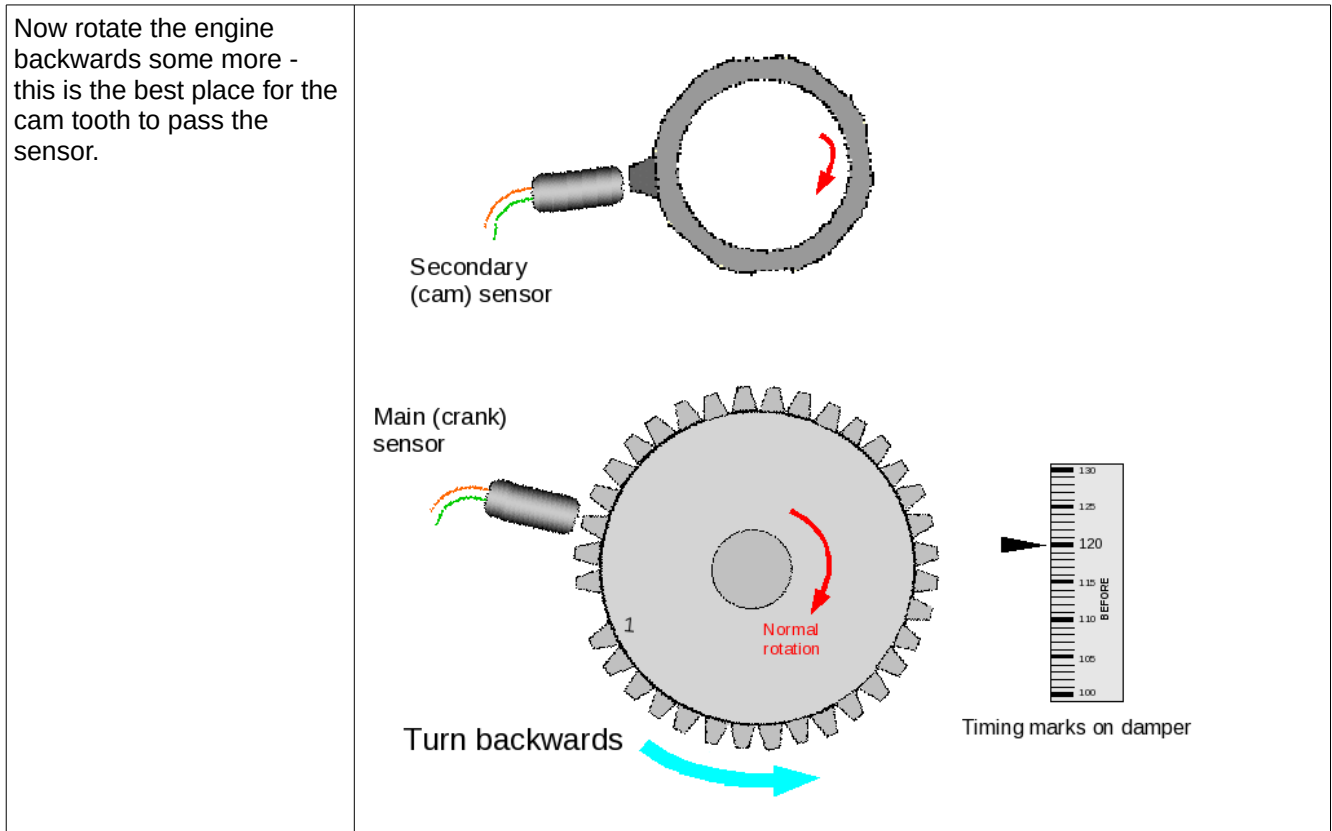 Now rotate the engine
backwards some more -
this is the best place for the
cam tooth to pass the
sensor.
Secondary
(cam) sensor
Main (crank)
sensor
1
Normal
rotation
Turn backwards
130
125
120
115
110
105
100
BEFORE
Timing marks on damper